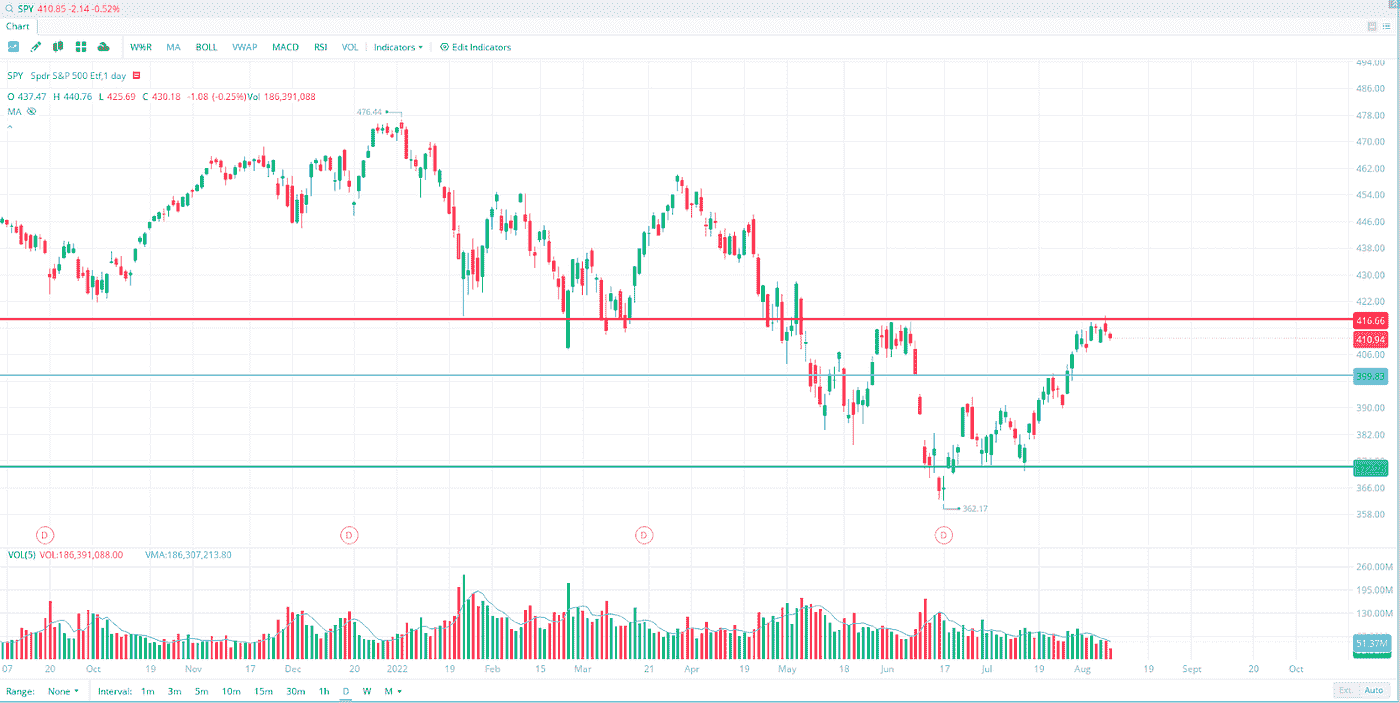 SPY 410.85 -2.14 -0.52%
Chart
W%R MA BOLL VWAP MACD RSI VOL Indicators Edit Indicators
SPY Spdr S&P 500 Etf,1 day
O 437.47 H 440.76 L 425.69 C 430.18 -1.08 (-0.25%)Vol 186,391,088
MA
476.44
494.00
486.00
478.00
470.00
462.00
454.00
446.00
438.00
430.00
422.00
416.66
410.94
406.00
399.83
390.00
382.00
366.00
358.00
362.17
D D D D
VOL(5) VOL:186,391,088.00 VMA:186,307,213.80
260.00M
195.00M
130.00M
51.37M
07 20 Oct 19 Nov 17 Dec 20 2022 19 Feb 15 Mar 21 Apr 19 May 18 Jun 17 Jul 19 Aug 19 Sept 20 Oct
Range: None Interval: 1m 3m 5m 10m 15m 30m 1h D W M Ext. Auto